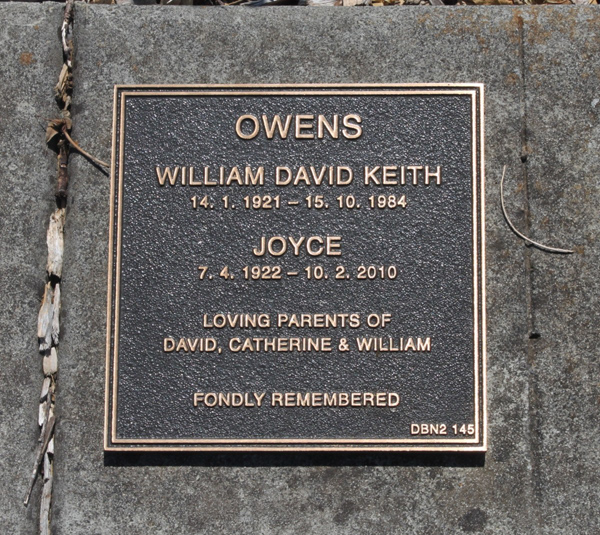 OWENS
WILLIAM DAVID KEITH
14. 1. 1921 – 15. 10. 1984
JOYCE
7. 4. 1922 – 10. 2. 2010
LOVING PARENTS OF
DAVID, CATHERINE & WILLIAM
FONDLY REMEMBERED
DBN2 145